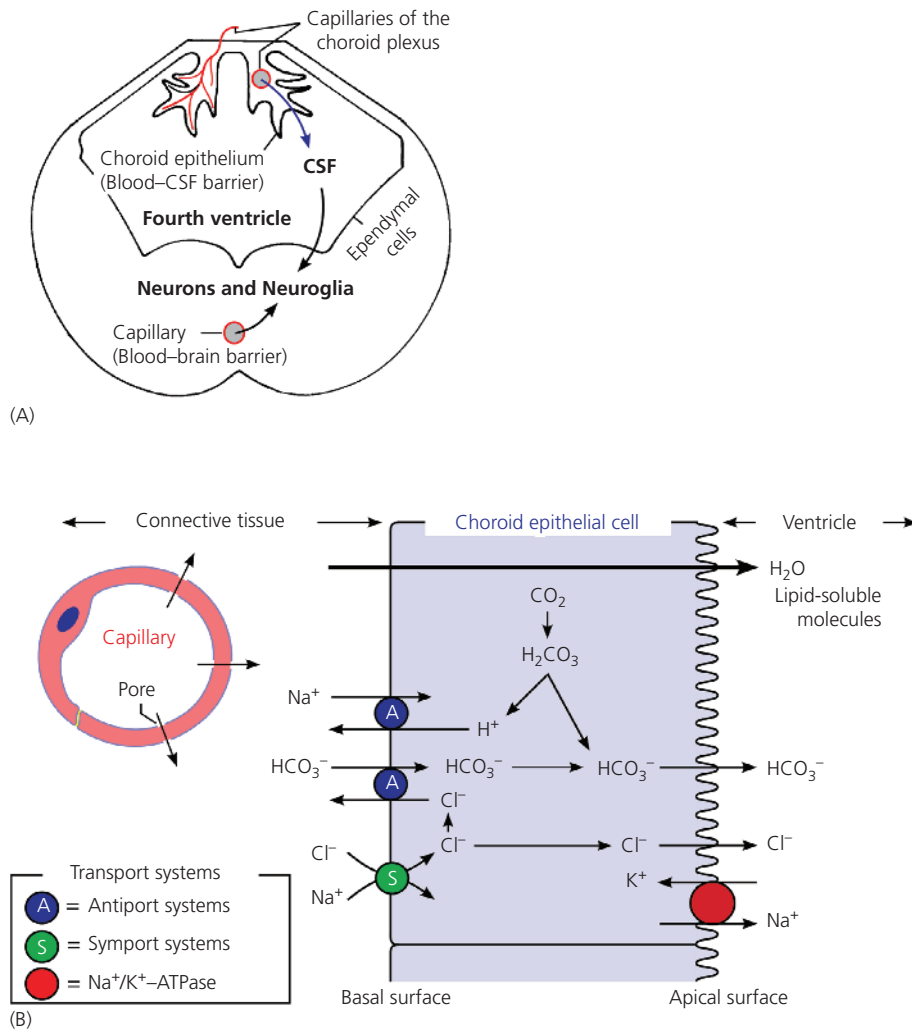 Capillaries of the
choroid plexus
Choroid epithelium
(Blood–CSF barrier)
CSF
Fourth ventricle
Ependymal
cells
Neurons and Neuroglia
Capillary
(Blood–brain barrier)
(A)
Connective tissue
Choroid epithelial cell
Ventricle
H₂O
Lipid-soluble
molecules
CO₂
H₂CO₃
Capillary
Pore
Na⁺
A
H⁺
HCO₃⁻
HCO₃⁻
HCO₃⁻
HCO₃⁻
A
Cl⁻
Cl⁻
Cl⁻
Cl⁻
Cl⁻
S
Na⁺
K⁺
Na⁺
Transport systems
A = Antiport systems
S = Symport systems
= Na⁺/K⁺–ATPase
Basal surface
Apical surface
(B)